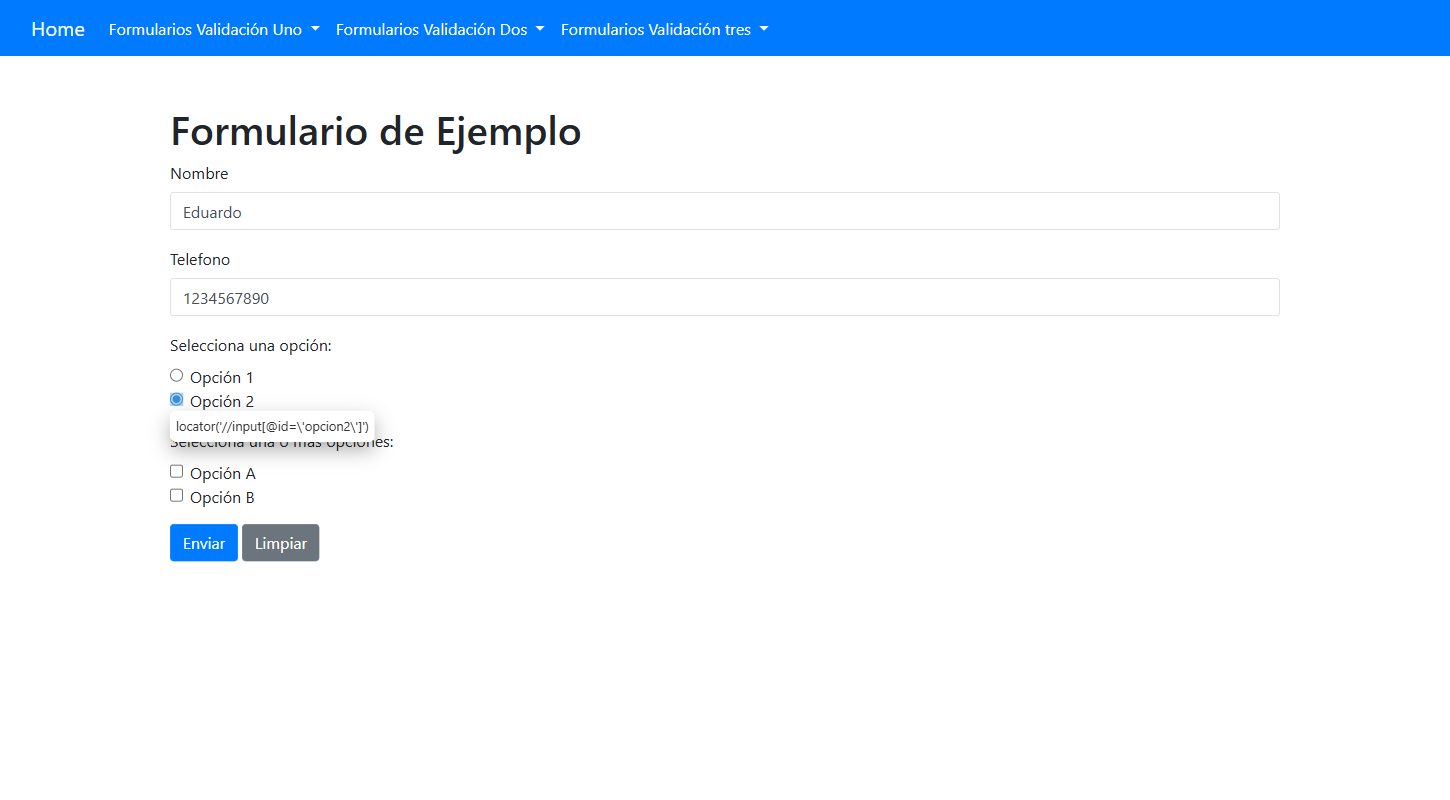 Home Formularios Validación Uno Formularios Validación Dos Formularios Validación tres
Formulario de Ejemplo
Nombre
Eduardo
Telefono
1234567890
Selecciona una opción:
Opción 1
Opción 2
locator('//input[@id=\'opcion2\']')
Selecciona una o más opciones:
Opción A
Opción B
Enviar Limpiar